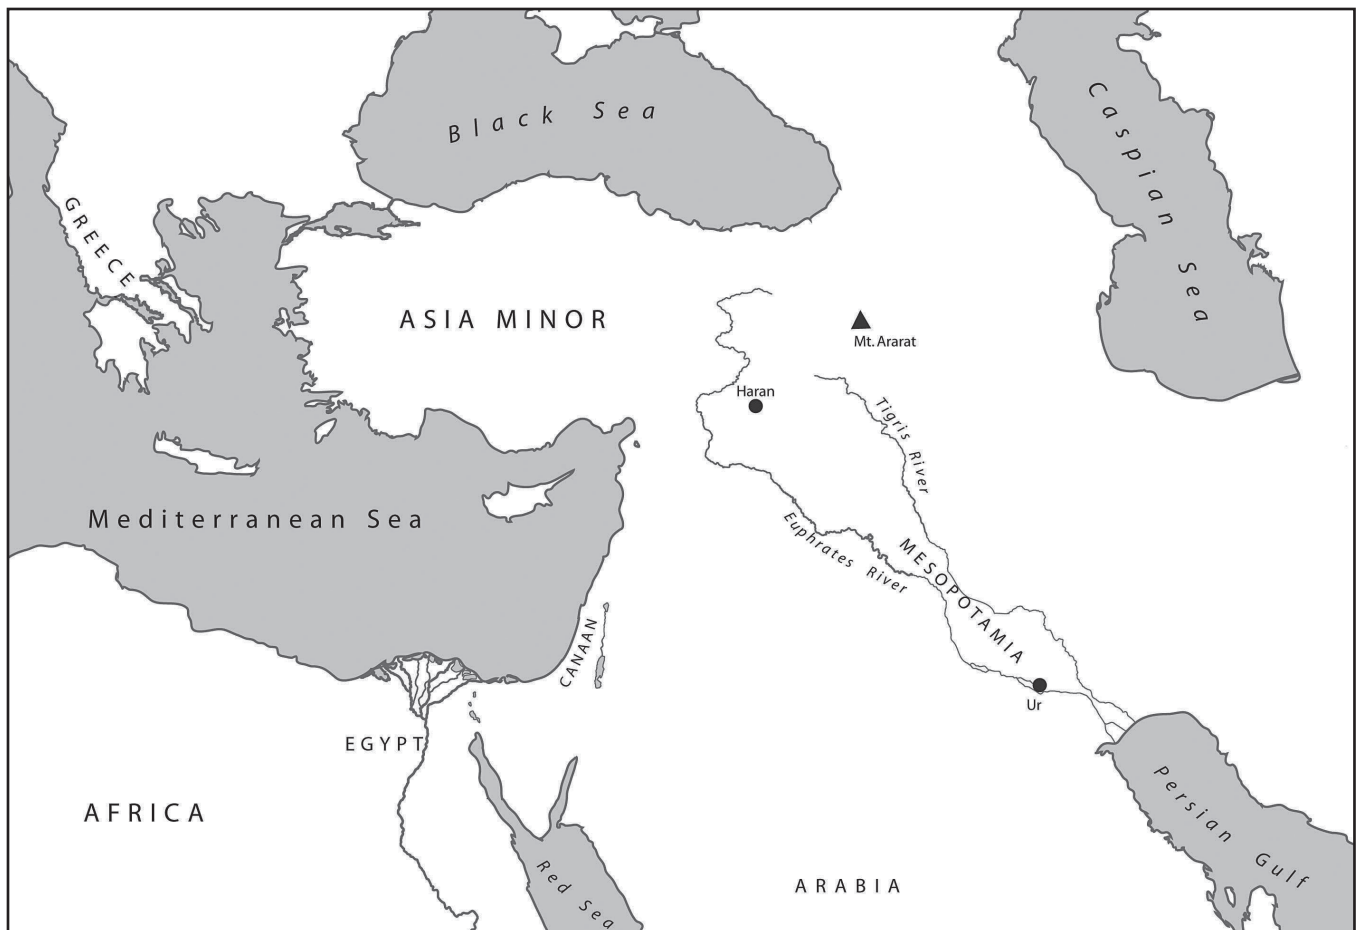 Black Sea
Caspian Sea
GREECE
ASIA MINOR
Mt. Ararat
Haran
Tigris River
Mediterranean Sea
Euphrates River
MESOPOTAMIA
CANAAN
Ur
EGYPT
AFRICA
Persian Gulf
Red Sea
ARABIA